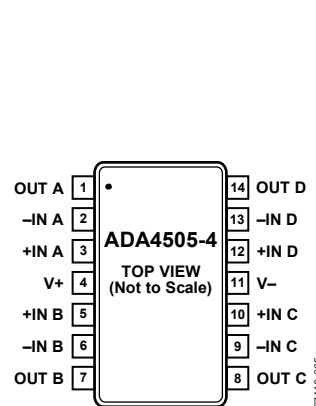 OUT A 1 14 OUT D
–IN A 2 13 –IN D
+IN A 3 ADA4505-4 12 +IN D
V+ 4 TOP VIEW 11 V–
(Not to Scale)
+IN B 5 10 +IN C
–IN B 6 9 –IN C
OUT B 7 8 OUT C